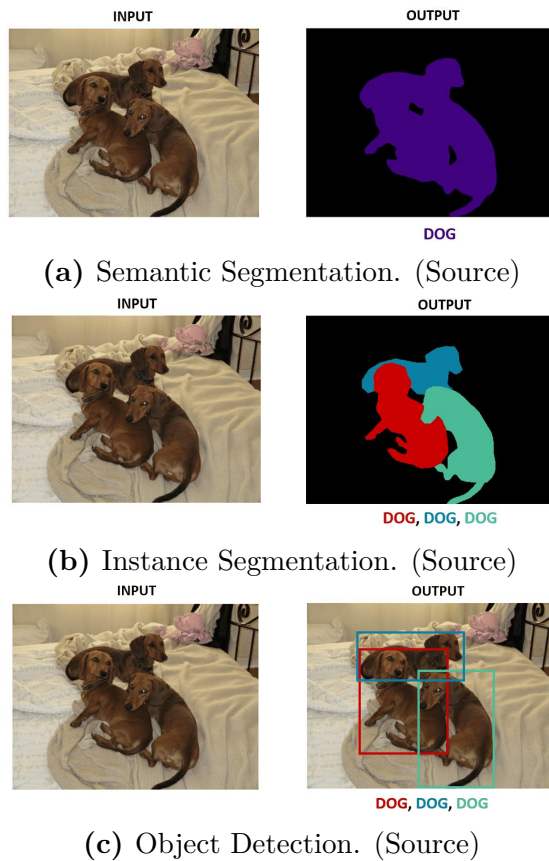 INPUT OUTPUT
DOG
(a) Semantic Segmentation. (Source)
INPUT OUTPUT
DOG, DOG, DOG
(b) Instance Segmentation. (Source)
INPUT OUTPUT
DOG, DOG, DOG
(c) Object Detection. (Source)